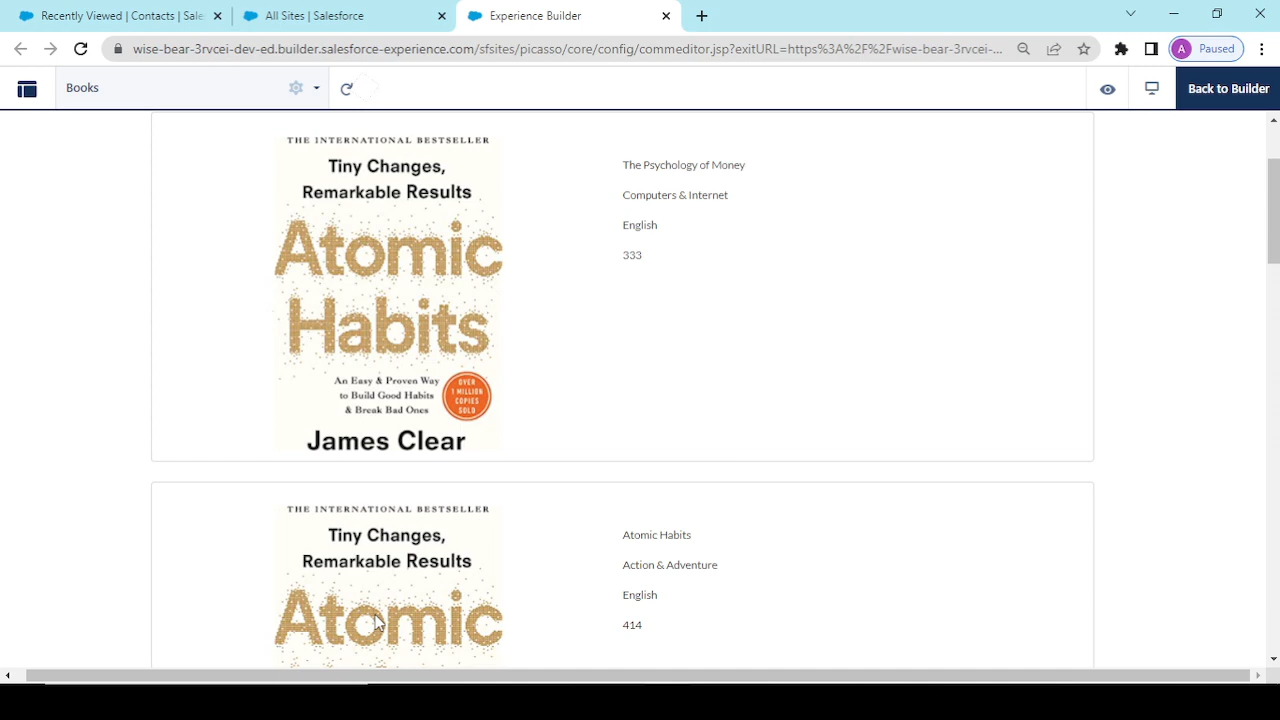 Recently Viewed | Contacts | Sale
All Sites | Salesforce
Experience Builder
wise-bear-3rvcei-dev-ed.builder.salesforce-experience.com/sfsites/picasso/core/config/commeditor.jsp?exitURL=https%3A%2F%2Fwise-bear-3rvcei-...
A Paused
Books
Back to Builder
THE INTERNATIONAL BESTSELLER
Tiny Changes,
Remarkable Results
Atomic
Habits
An Easy & Proven Way
to Build Good Habits
& Break Bad Ones
OVER
1 MILLION
COPIES
SOLD
James Clear
The Psychology of Money
Computers & Internet
English
333
THE INTERNATIONAL BESTSELLER
Tiny Changes,
Remarkable Results
Atomic
Atomic Habits
Action & Adventure
English
414